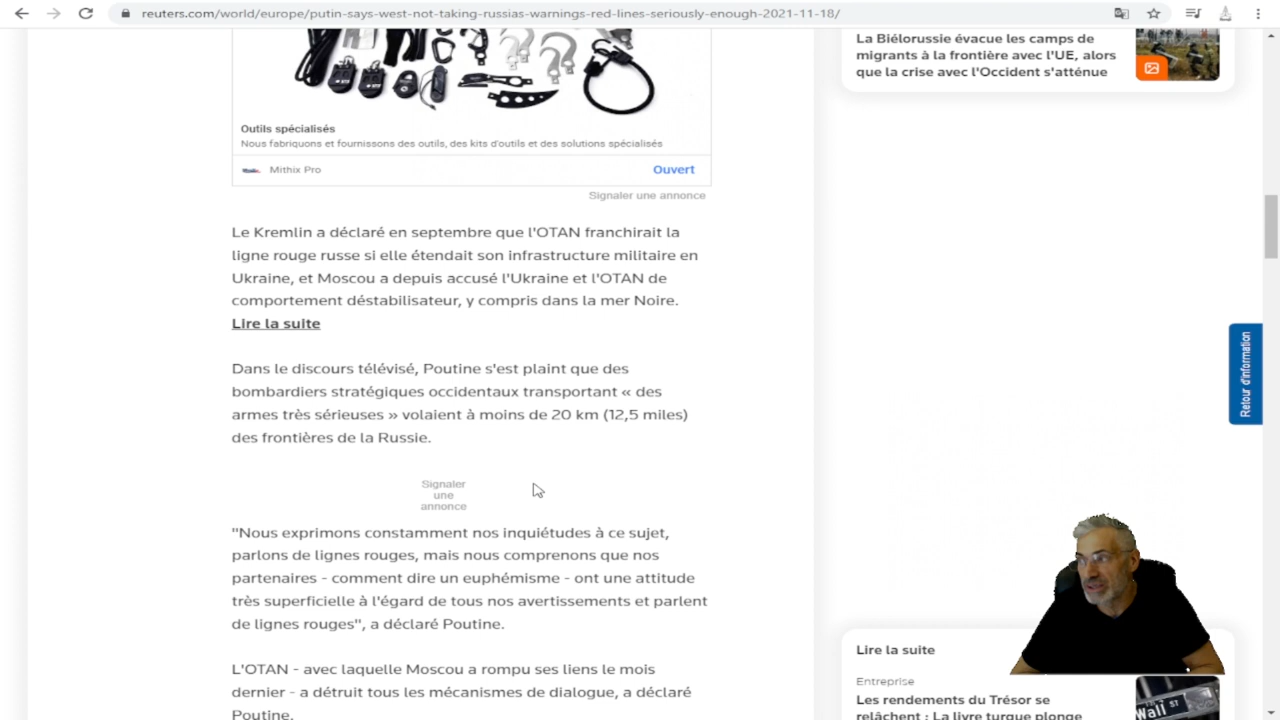 reuters.com/world/europe/putin-says-west-not-taking-russias-warnings-red-lines-seriously-enough-2021-11-18/
Outils spécialisés
Nous fabriquons et fournissons des outils, des kits d'outils et des solutions spécialisés
Mithix Pro
Ouvert
Signaler une annonce
Le Kremlin a déclaré en septembre que l'OTAN franchirait la
ligne rouge russe si elle étendait son infrastructure militaire en
Ukraine, et Moscou a depuis accusé l'Ukraine et l'OTAN de
comportement déstabilisateur, y compris dans la mer Noire.
Lire la suite
Dans le discours télévisé, Poutine s'est plaint que des
bombardiers stratégiques occidentaux transportant « des
armes très sérieuses » volaient à moins de 20 km (12,5 miles)
des frontières de la Russie.
Signaler
une
annonce
"Nous exprimons constamment nos inquiétudes à ce sujet,
parlons de lignes rouges, mais nous comprenons que nos
partenaires - comment dire un euphémisme - ont une attitude
très superficielle à l'égard de tous nos avertissements et parlent
de lignes rouges", a déclaré Poutine.
L'OTAN - avec laquelle Moscou a rompu ses liens le mois
dernier - a détruit tous les mécanismes de dialogue, a déclaré
Poutine.
La Biélorussie évacue les camps de
migrants à la frontière avec l'UE, alors
que la crise avec l'Occident s'atténue
Retour d'information
Lire la suite
Entreprise
Les rendements du Trésor se
relâchent ; La livre turque plonge
Wall ST